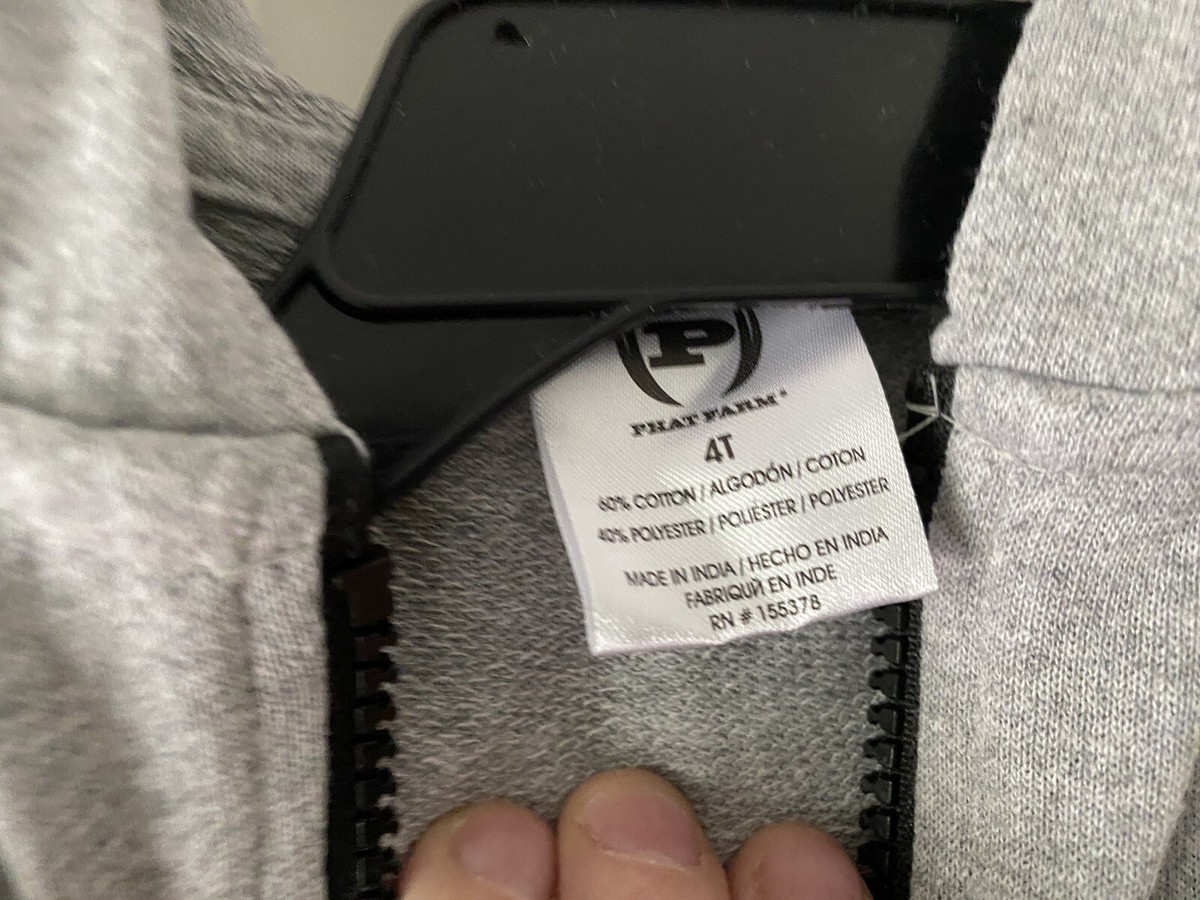 P
PHAT FARM
4T
60% COTTON / ALGODÓN / COTON
40% POLYESTER / POLIÉSTER / POLYESTER
MADE IN INDIA / HECHO EN INDIA
FABRIQUÍ EN INDE
RN # 155378